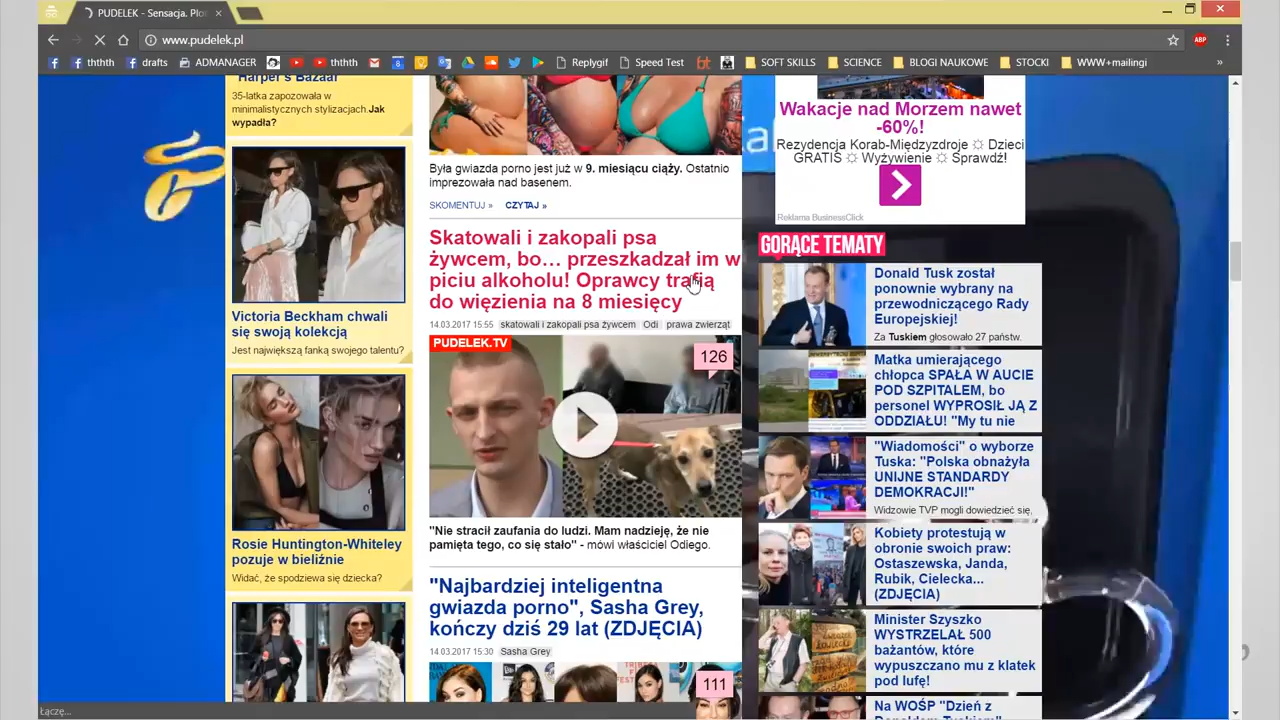 PUDELEK - Sensacja. Plo
www.pudelek.pl
ABP
ththth
drafts
ADMANAGER
ththth
Replygif
Speed Test
SOFT SKILLS
SCIENCE
BLOGI NAUKOWE
STOCKI
WWW+mailingi
»
Harper's Bazaar"
35-latka zapozowała w
minimalistycznych stylizacjach.Jak
wypadła?
Victoria Beckham chwali
się swoją kolekcją
Jest największą fanką swojego talentu?
Rosie Huntington-Whiteley
pozuje w bieliźnie
Widać, że spodziewa się dziecka?
Była gwiazda porno jest już w 9. miesiącu ciąży. Ostatnio
imprezowała nad basenem.
SKOMENTUJ » CZYTAJ »
Skatowali i zakopali psa
żywcem, bo... przeszkadzał im w
piciu alkoholu! Oprawcy trafią
do więzienia na 8 miesięcy
14.03.2017 15:55 skatowali i zakopali psa żywcem Odi prawa zwierząt
PUDELEK.TV
126
"Nie stracił zaufania do ludzi. Mam nadzieję, że nie
pamięta tego, co się stało" - mówi właściciel Odiego.
"Najbardziej inteligentna
gwiazda porno", Sasha Grey,
kończy dziś 29 lat (ZDJĘCIA)
14.03.2017 15:30 Sasha Grey
111
Wakacje nad Morzem nawet
-60%!
Rezydencja Korab-Międzyzdroje ☼ Dzieci
GRATIS ☼ Wyżywienie ☼ Sprawdź!
Reklama BusinessClick
GORĄCE TEMATY
Donald Tusk został
ponownie wybrany na
przewodniczącego Rady
Europejskiej!
Za Tuskiem głosowało 27 państw.
Matka umierającego
chłopca SPAŁA W AUCIE
POD SZPITALEM, bo
personel WYPROSIŁ JĄ Z
ODDZIAŁU! "My tu nie
"Wiadomości" o wyborze
Tuska: "Polska obnażyła
UNIJNE STANDARDY
DEMOKRACJI!"
Widzowie TVP mogli dowiedzieć się,
Kobiety protestują w
obronie swoich praw:
Ostaszewska, Janda,
Rubik, Cielecka...
(ZDJĘCIA)
Minister Szyszko
WYSTRZELAŁ 500
bażantów, które
wypuszczano mu z klatek
pod lufę!
Na WOŚP "Dzień z
Donaldem Tuskiem"
Łączę...